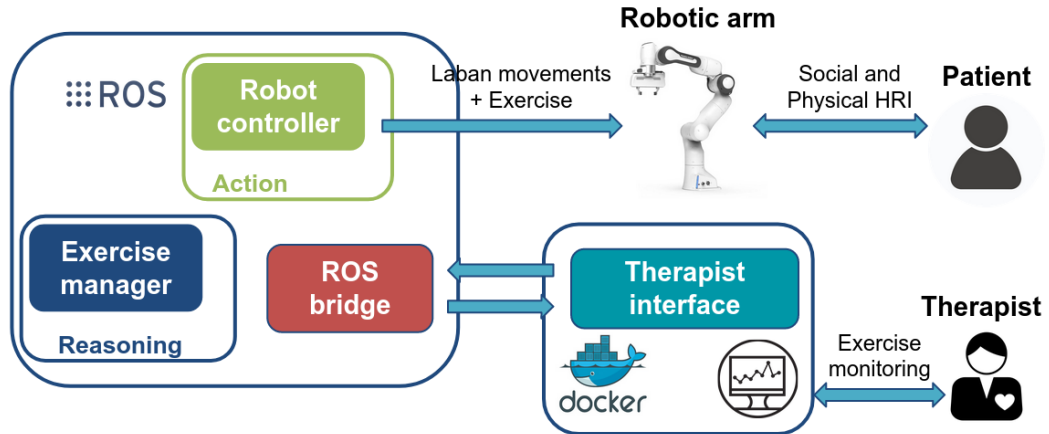 Robotic arm
ROS
Robot
controller
Action
Laban movements
+ Exercise
Social and
Physical HRI
Patient
Exercise
manager
Reasoning
ROS
bridge
Therapist
interface
docker
Exercise
monitoring
Therapist